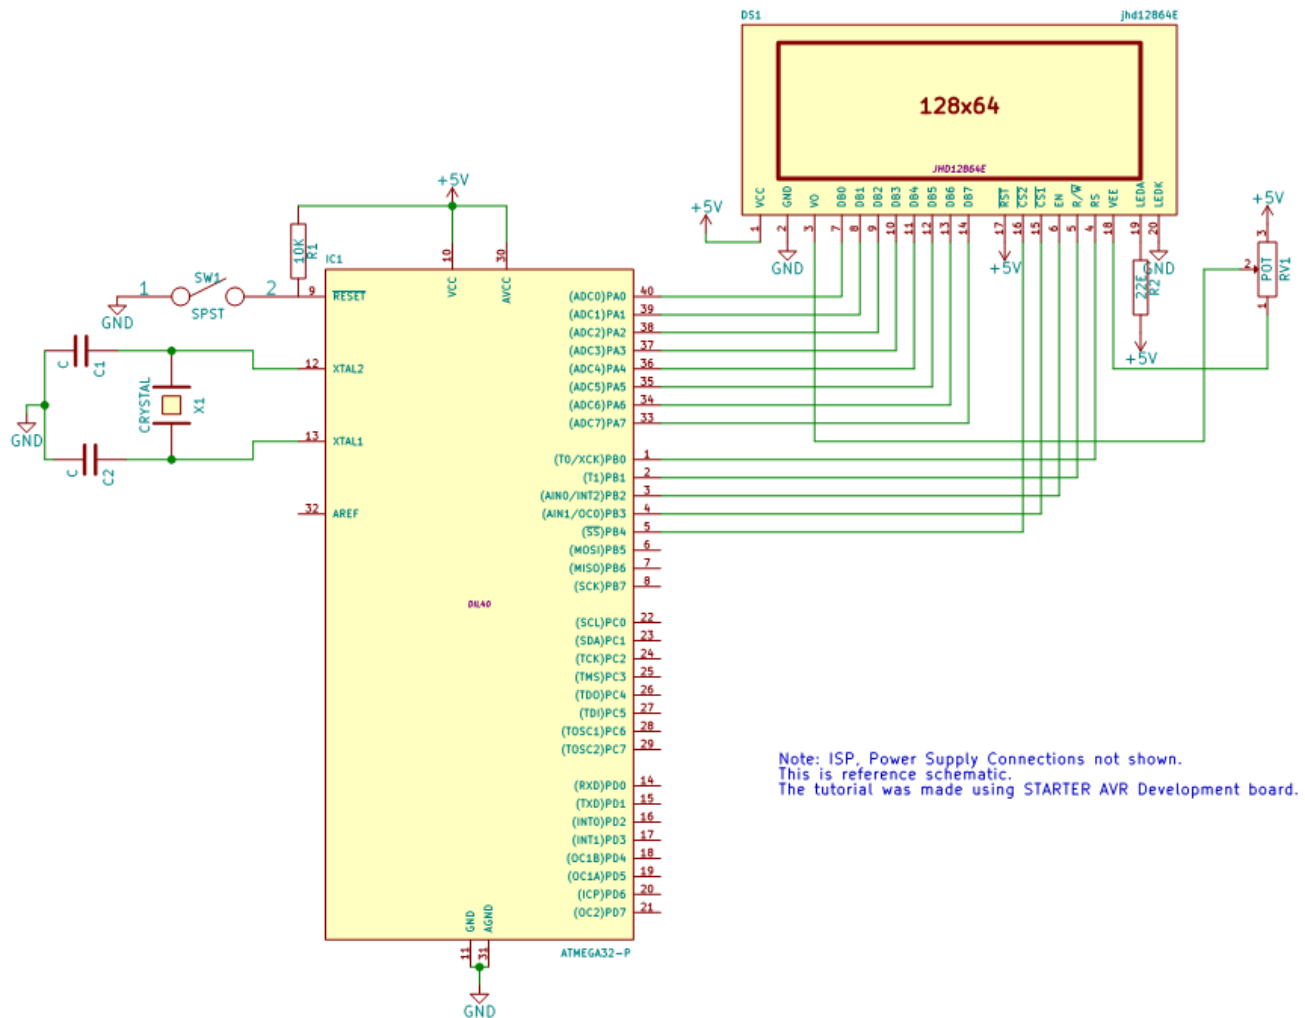 DS1
jhd12864E
128x64
JHD12864E
VCC
GND
VO
DB0
DB1
DB2
DB3
DB4
DB5
DB6
DB7
RST
CS2
CS1
EN
R/W
RS
VEE
LEDA
LEDK
1
2
3
7
8
9
10
11
12
13
14
17
16
15
6
5
4
18
19
20
+5V
GND
+5V
22E
R2
GND
+5V
+5V
3
2
POT
RV1
1
+5V
10K
R1
IC1
10
30
VCC
AVCC
SW1
1
2
SPST
GND
9
RESET
C
C1
12
XTAL2
CRYSTAL
X1
GND
13
XTAL1
C
C2
32
AREF
(ADC0)PA0 40
(ADC1)PA1 39
(ADC2)PA2 38
(ADC3)PA3 37
(ADC4)PA4 36
(ADC5)PA5 35
(ADC6)PA6 34
(ADC7)PA7 33
(T0/XCK)PB0 1
(T1)PB1 2
(AIN0/INT2)PB2 3
(AIN1/OC0)PB3 4
(SS)PB4 5
(MOSI)PB5 6
(MISO)PB6 7
(SCK)PB7 8
DIL40
(SCL)PC0 22
(SDA)PC1 23
(TCK)PC2 24
(TMS)PC3 25
(TDO)PC4 26
(TDI)PC5 27
(TOSC1)PC6 28
(TOSC2)PC7 29
(RXD)PD0 14
(TXD)PD1 15
(INT0)PD2 16
(INT1)PD3 17
(OC1B)PD4 18
(OC1A)PD5 19
(ICP)PD6 20
(OC2)PD7 21
GND
AGND
11
31
ATMEGA32-P
GND
Note: ISP, Power Supply Connections not shown.
This is reference schematic.
The tutorial was made using STARTER AVR Development board.